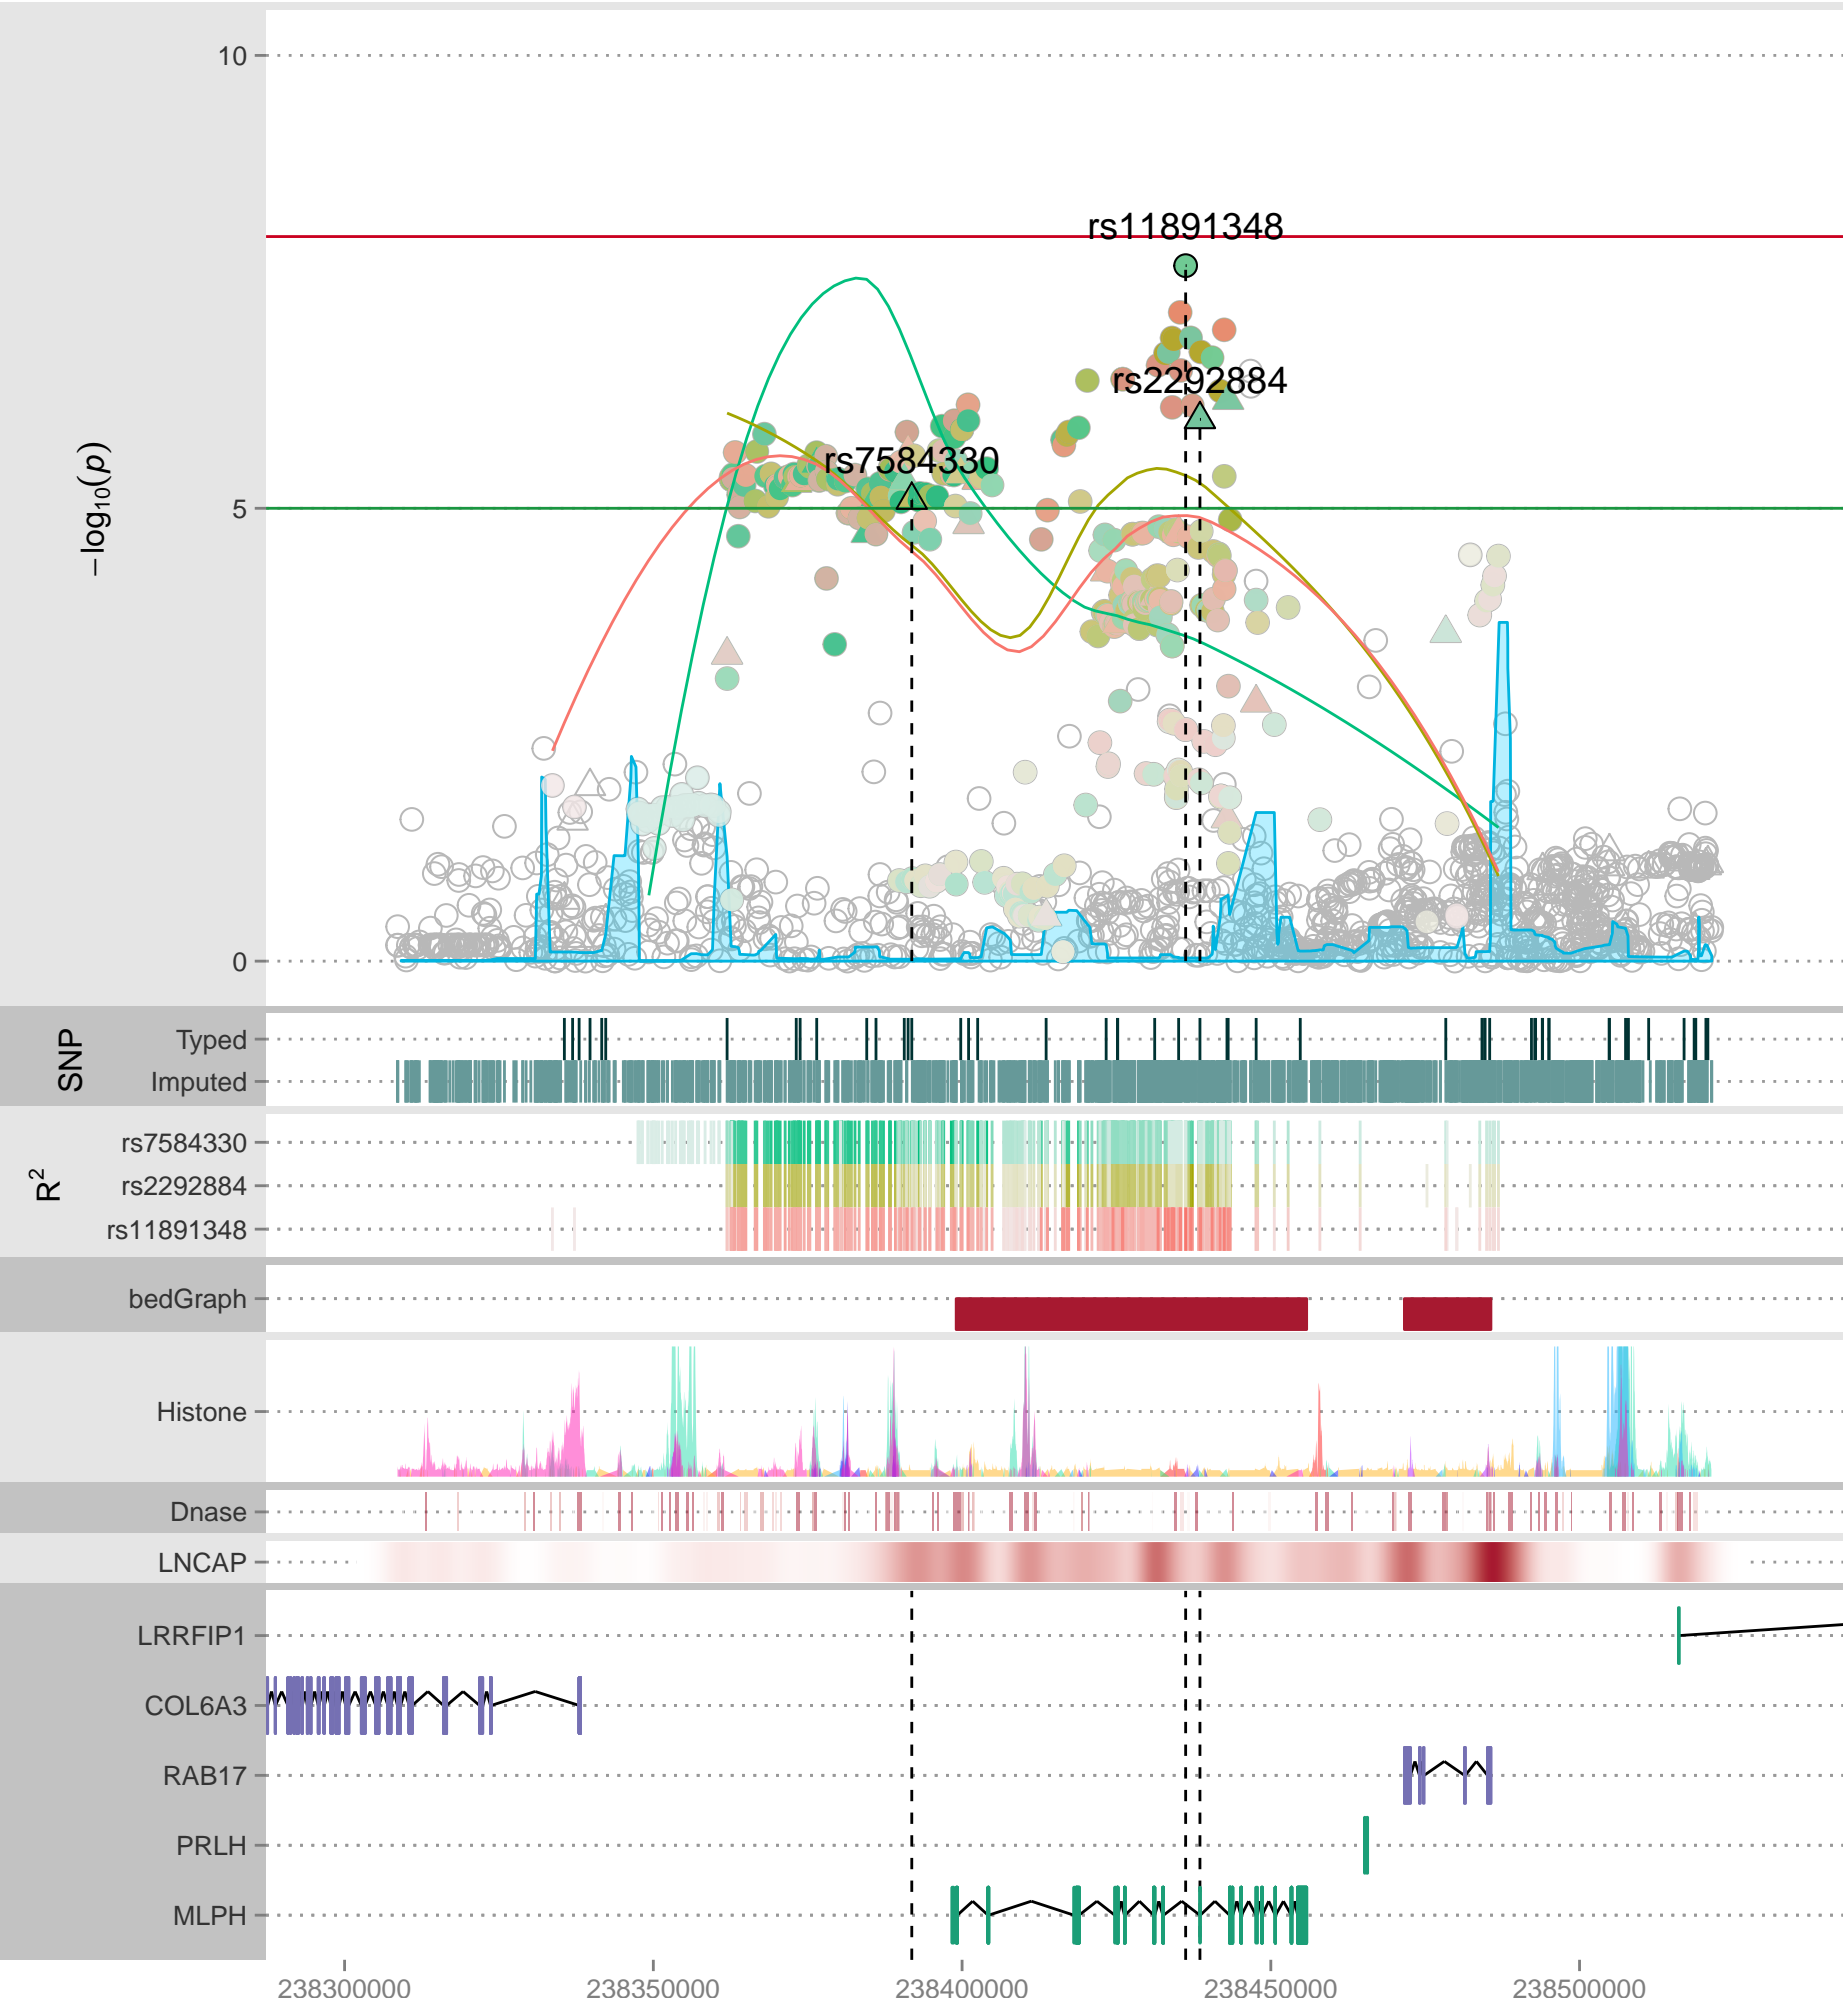 10
rs11891348
rs2292884
rs7584330
5
−log10(p)
0
SNP
Typed
Imputed
R2
rs7584330
rs2292884
rs11891348
bedGraph
Histone
Dnase
LNCAP
LRRFIP1
COL6A3
RAB17
PRLH
MLPH
238300000 238350000 238400000 238450000 238500000